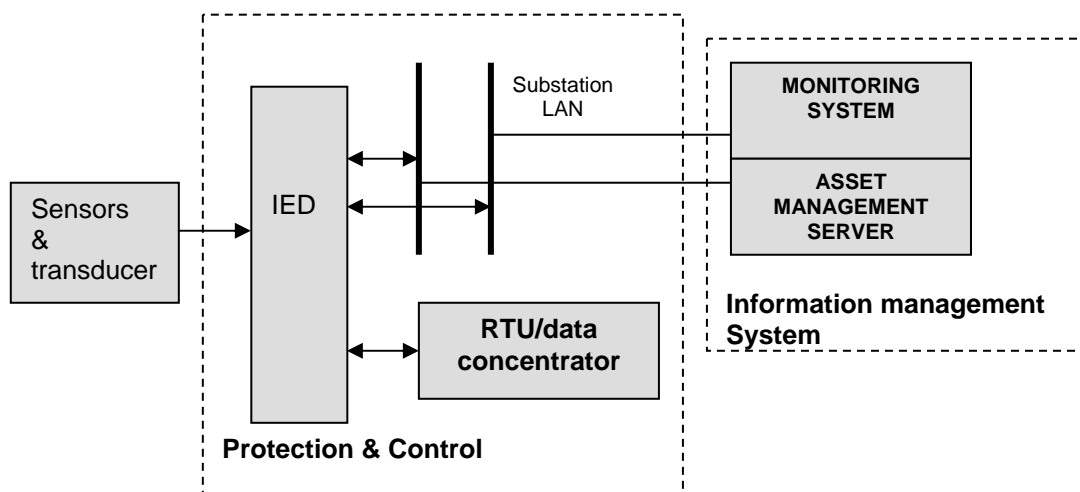 Sensors
&
transducer
IED
Substation
LAN
RTU/data
concentrator
Protection & Control
MONITORING
SYSTEM
ASSET
MANAGEMENT
SERVER
Information management
System